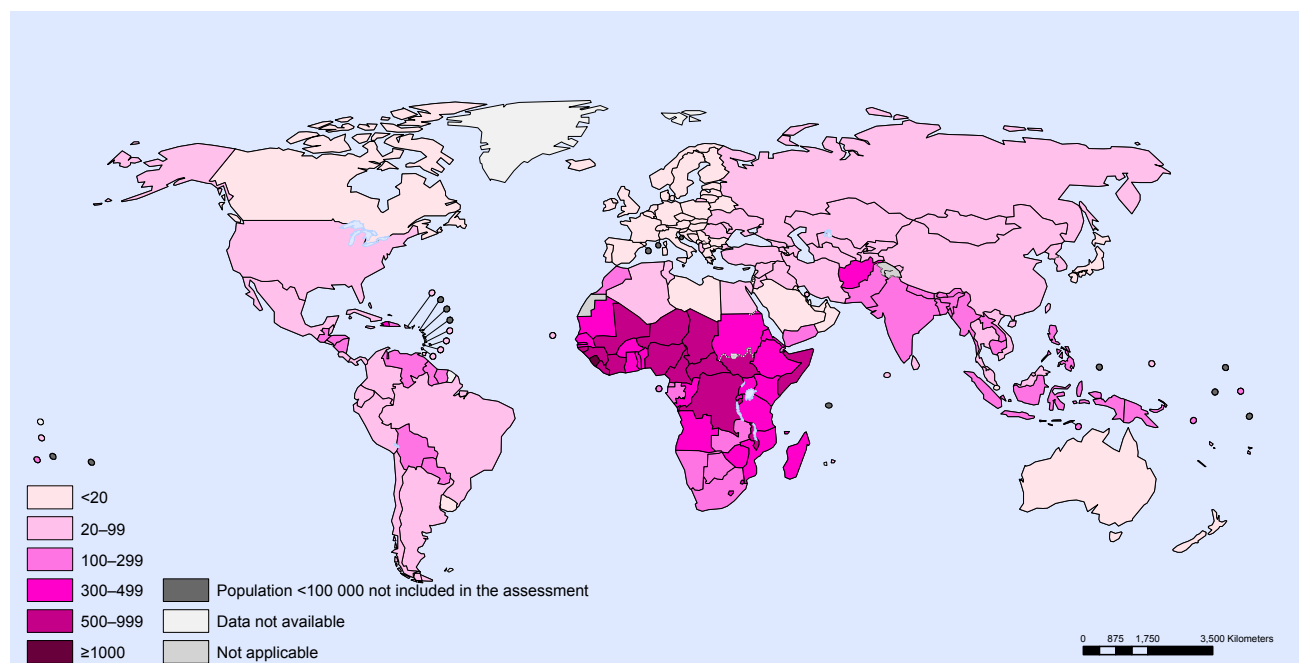 <20
20–99
100–299
300–499
500–999
≥1000
Population <100 000 not included in the assessment
Data not available
Not applicable
0 875 1,750 3,500 Kilometers